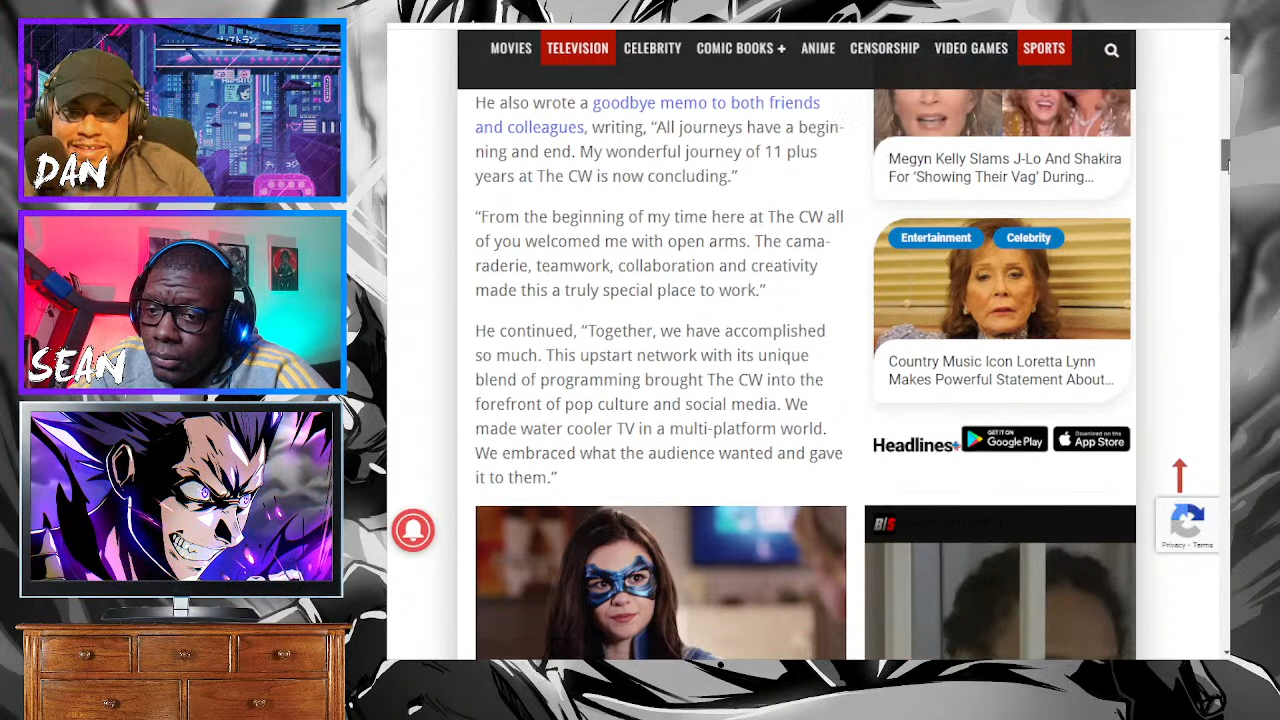 DAN
SEAN
MOVIES
TELEVISION
CELEBRITY
COMIC BOOKS +
ANIME
CENSORSHIP
VIDEO GAMES
SPORTS
He also wrote a goodbye memo to both friends
and colleagues, writing, “All journeys have a begin-
ning and end. My wonderful journey of 11 plus
years at The CW is now concluding.”
“From the beginning of my time here at The CW all
of you welcomed me with open arms. The cama-
raderie, teamwork, collaboration and creativity
made this a truly special place to work.”
He continued, “Together, we have accomplished
so much. This upstart network with its unique
blend of programming brought The CW into the
forefront of pop culture and social media. We
made water cooler TV in a multi-platform world.
We embraced what the audience wanted and gave
it to them.”
Megyn Kelly Slams J-Lo And Shakira
For ‘Showing Their Vag’ During...
Entertainment
Celebrity
Country Music Icon Loretta Lynn
Makes Powerful Statement About...
Headlines+
GET IT ON
Google Play
Download on the
App Store
B|S
Privacy - Terms